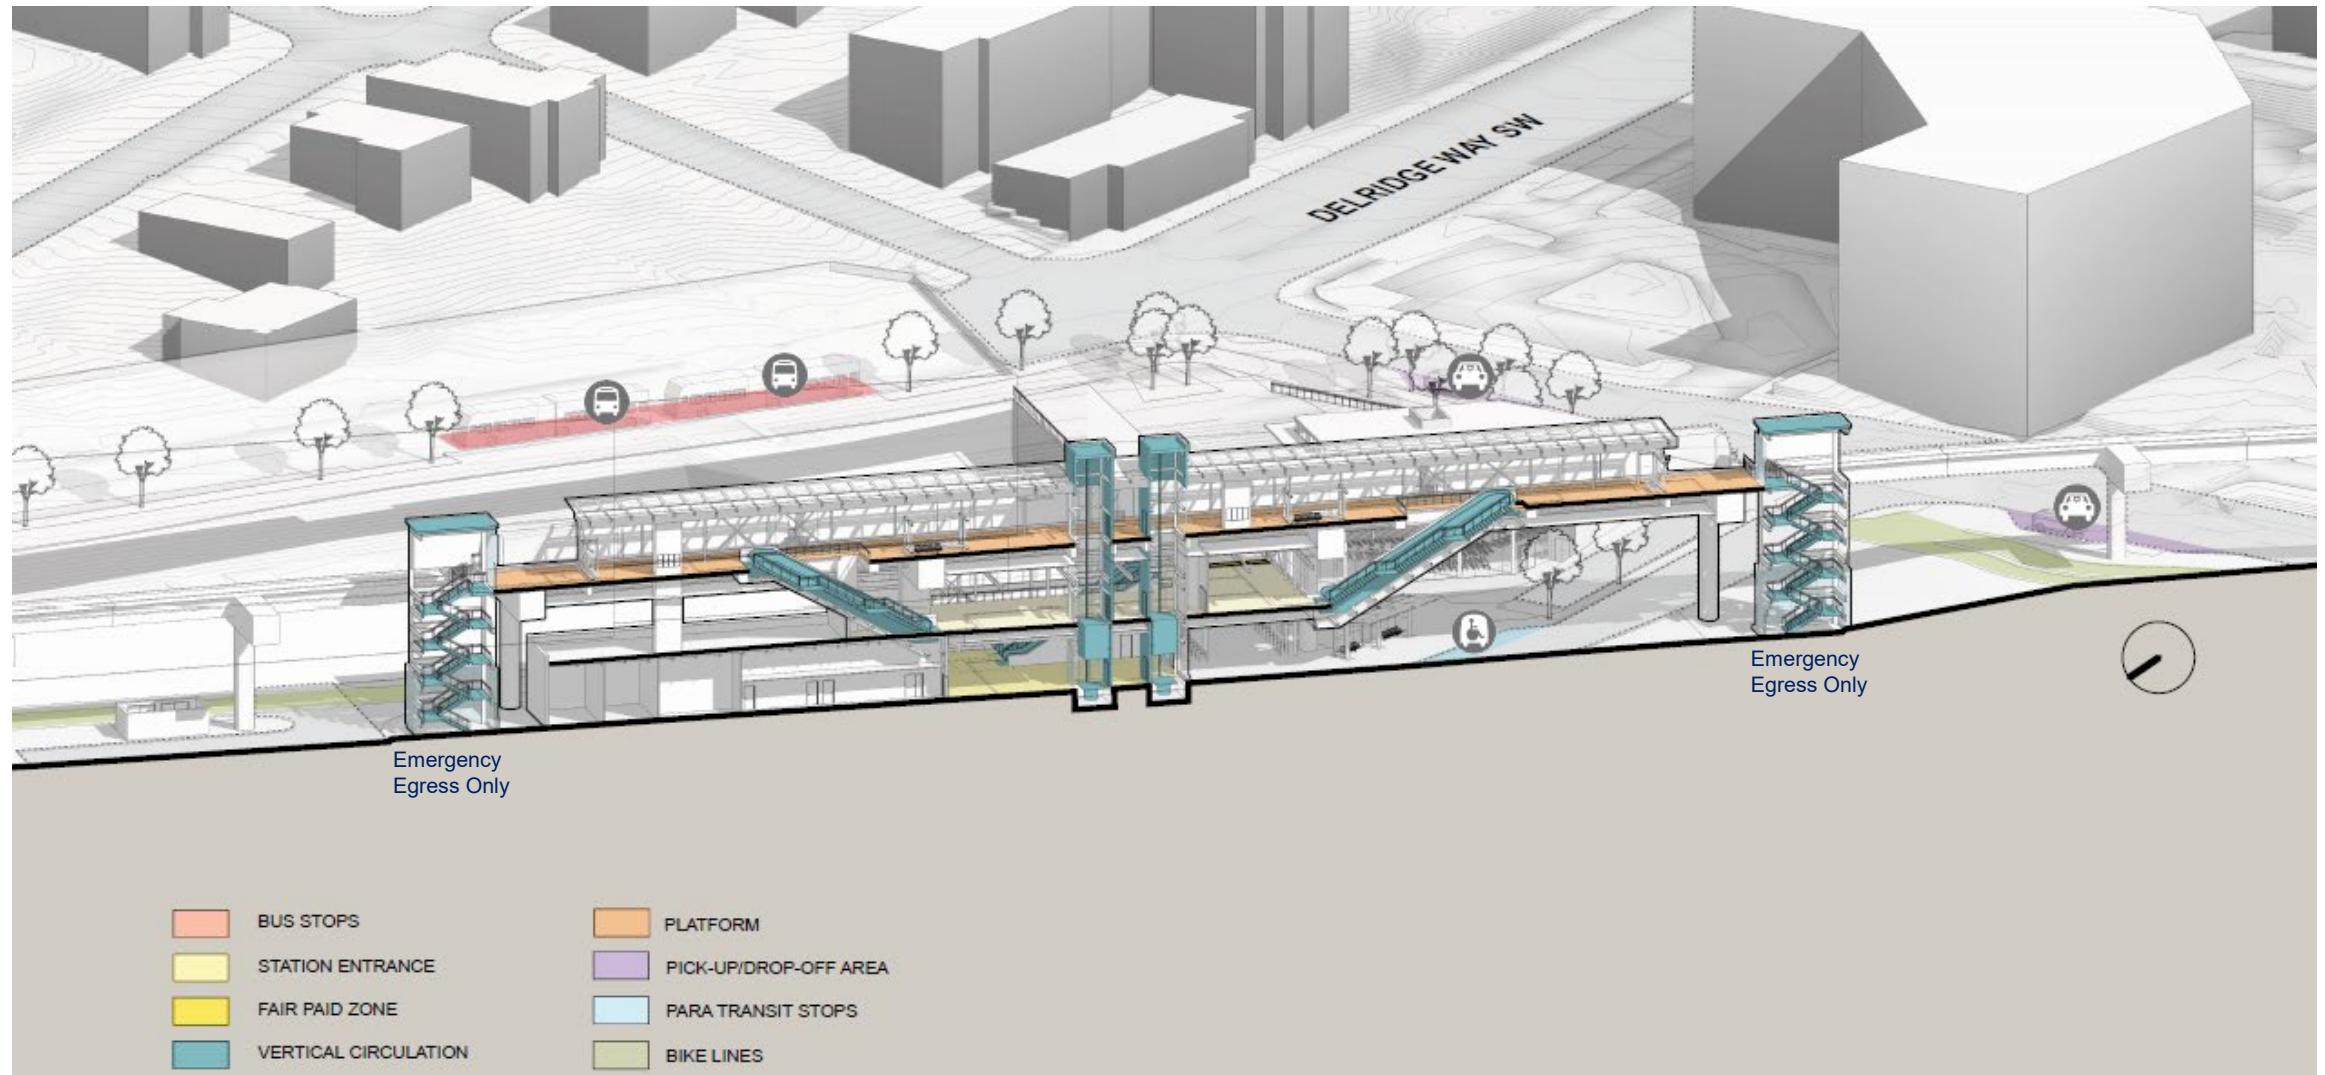 DELRIDGE WAY SW
Emergency
Egress Only
Emergency
Egress Only
BUS STOPS
STATION ENTRANCE
FAIR PAID ZONE
VERTICAL CIRCULATION
PLATFORM
PICK-UP/DROP-OFF AREA
PARA TRANSIT STOPS
BIKE LINES